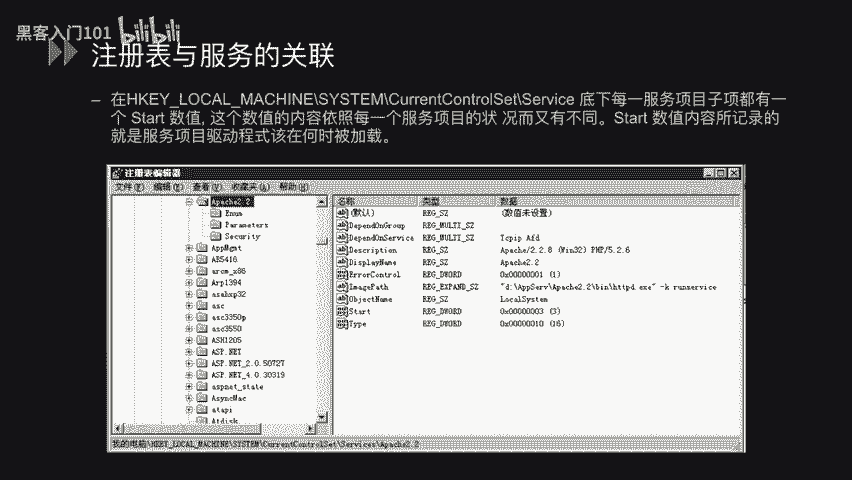 黑客入门101 bilibili
注册表与服务的关联
– 在HKEY_LOCAL_MACHINE\SYSTEM\CurrentControlSet\Service 底下每一服务项目子项都有一
个 Start 数值, 这个数值的内容依照每一个服务项目的状 况而又有不同。Start 数值内容所记录的
就是服务项目驱动程式该在何时被加载。
注册表编辑器
文件(F) 编辑(E) 查看(V) 收藏夹(A) 帮助(H)
Apache2.2
Enum
Parameters
Security
AppMgmt
AR5416
arcm_x86
Arp1394
asahxp32
asc
asc3350p
asc3550
ASH1205
ASP.NET
ASP.NET_2.0.50727
ASP.NET_4.0.30319
aspnet_state
AsyncMac
atapi
Atdisk
名称 类型 数据
(默认) REG_SZ (数值未设置)
DependOnGroup REG_MULTI_SZ
DependOnService REG_MULTI_SZ Tcpip Afd
Description REG_SZ Apache/2.2.8 (Win32) PHP/5.2.6
DisplayName REG_SZ Apache2.2
ErrorControl REG_DWORD 0x00000001 (1)
ImagePath REG_EXPAND_SZ "d:\AppServ\Apache2.2\bin\httpd.exe" -k runservice
ObjectName REG_SZ LocalSystem
Start REG_DWORD 0x00000003 (3)
Type REG_DWORD 0x00000010 (16)
我的电脑\HKEY_LOCAL_MACHINE\SYSTEM\CurrentControlSet\Services\Apache2.2